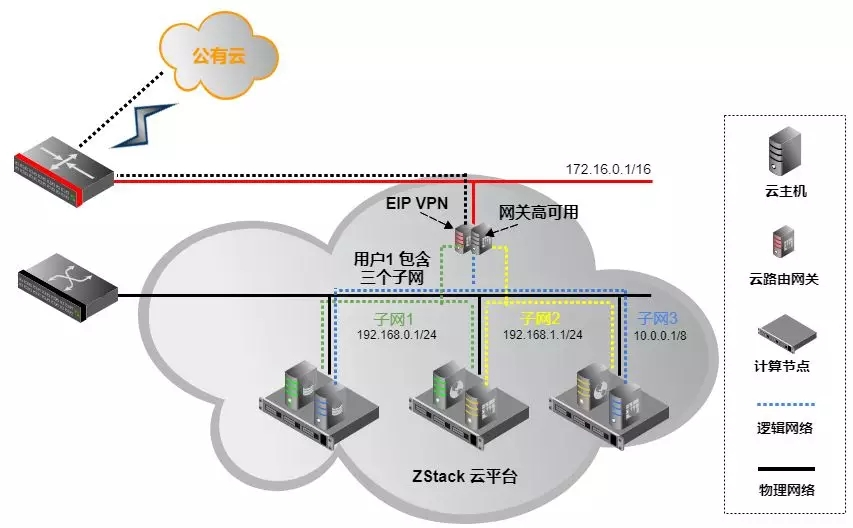 公有云
172.16.0.1/16
EIP VPN
网关高可用
用户1 包含
三个子网
子网1
192.168.0.1/24
子网2
192.168.1.1/24
子网3
10.0.0.1/8
ZStack 云平台
云主机
云路由网关
计算节点
逻辑网络
物理网络